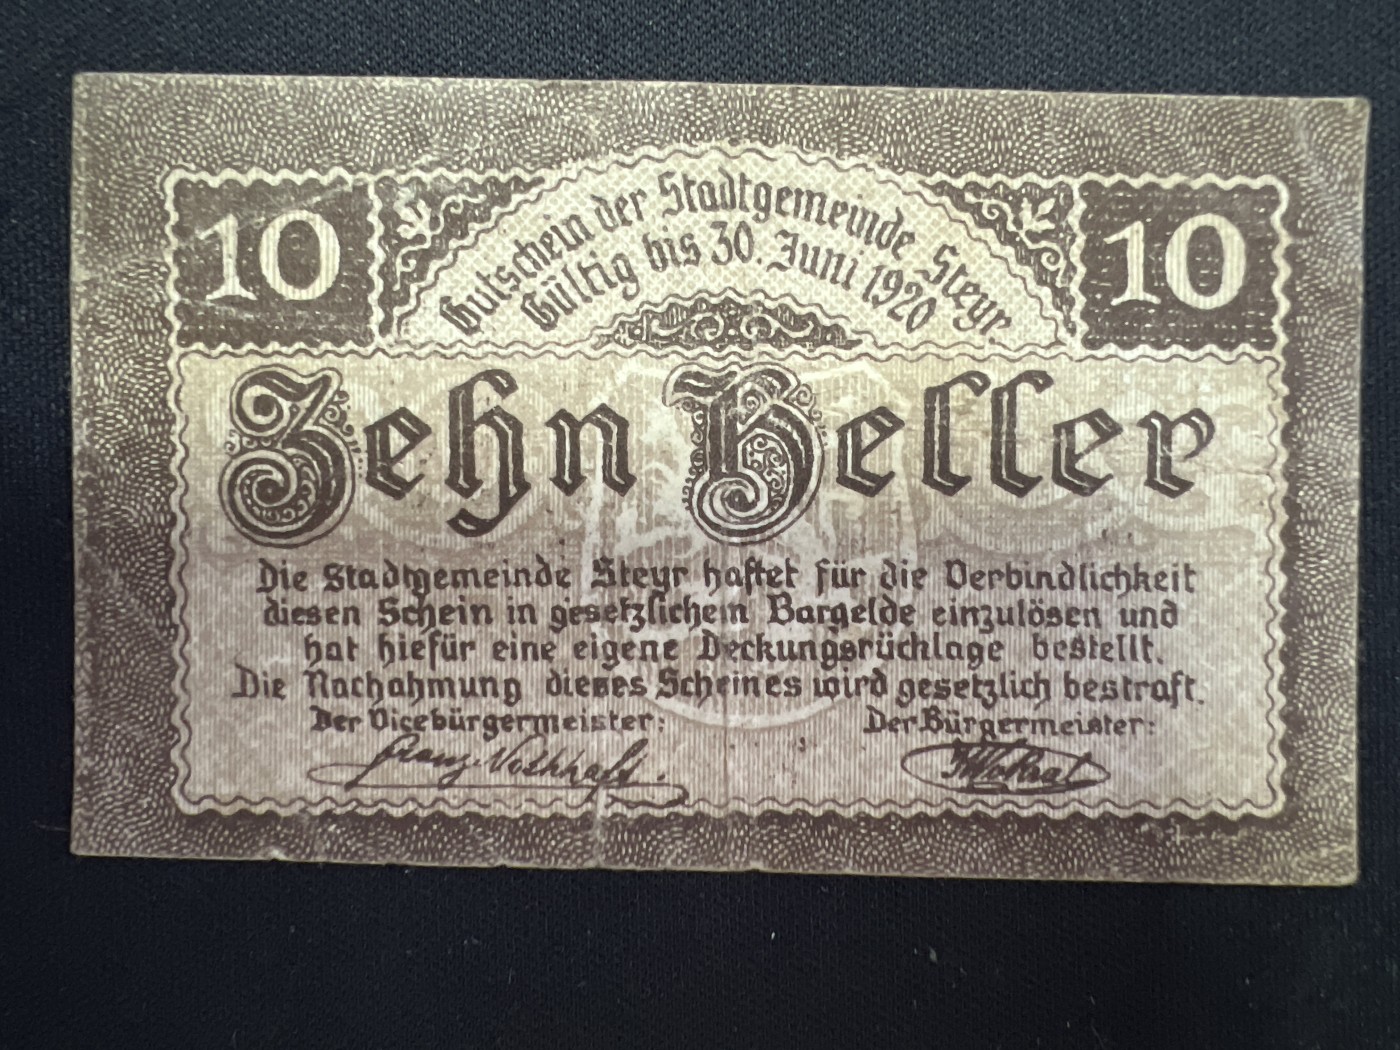 10
Gutschein der Stadtgemeinde Steyr
Gültig bis 30. Juni 1920
10
Zehn Heller
Die Stadtgemeinde Steyr haftet für die Verbindlichkeit
diesen Schein in gesetzlichem Bargelde einzulösen und
hat hiefür eine eigene Deckungsrücklage bestellt.
Die Nachahmung dieses Scheines wird gesetzlich bestraft.
Der Vicebürgermeister: Der Bürgermeister:
Franz